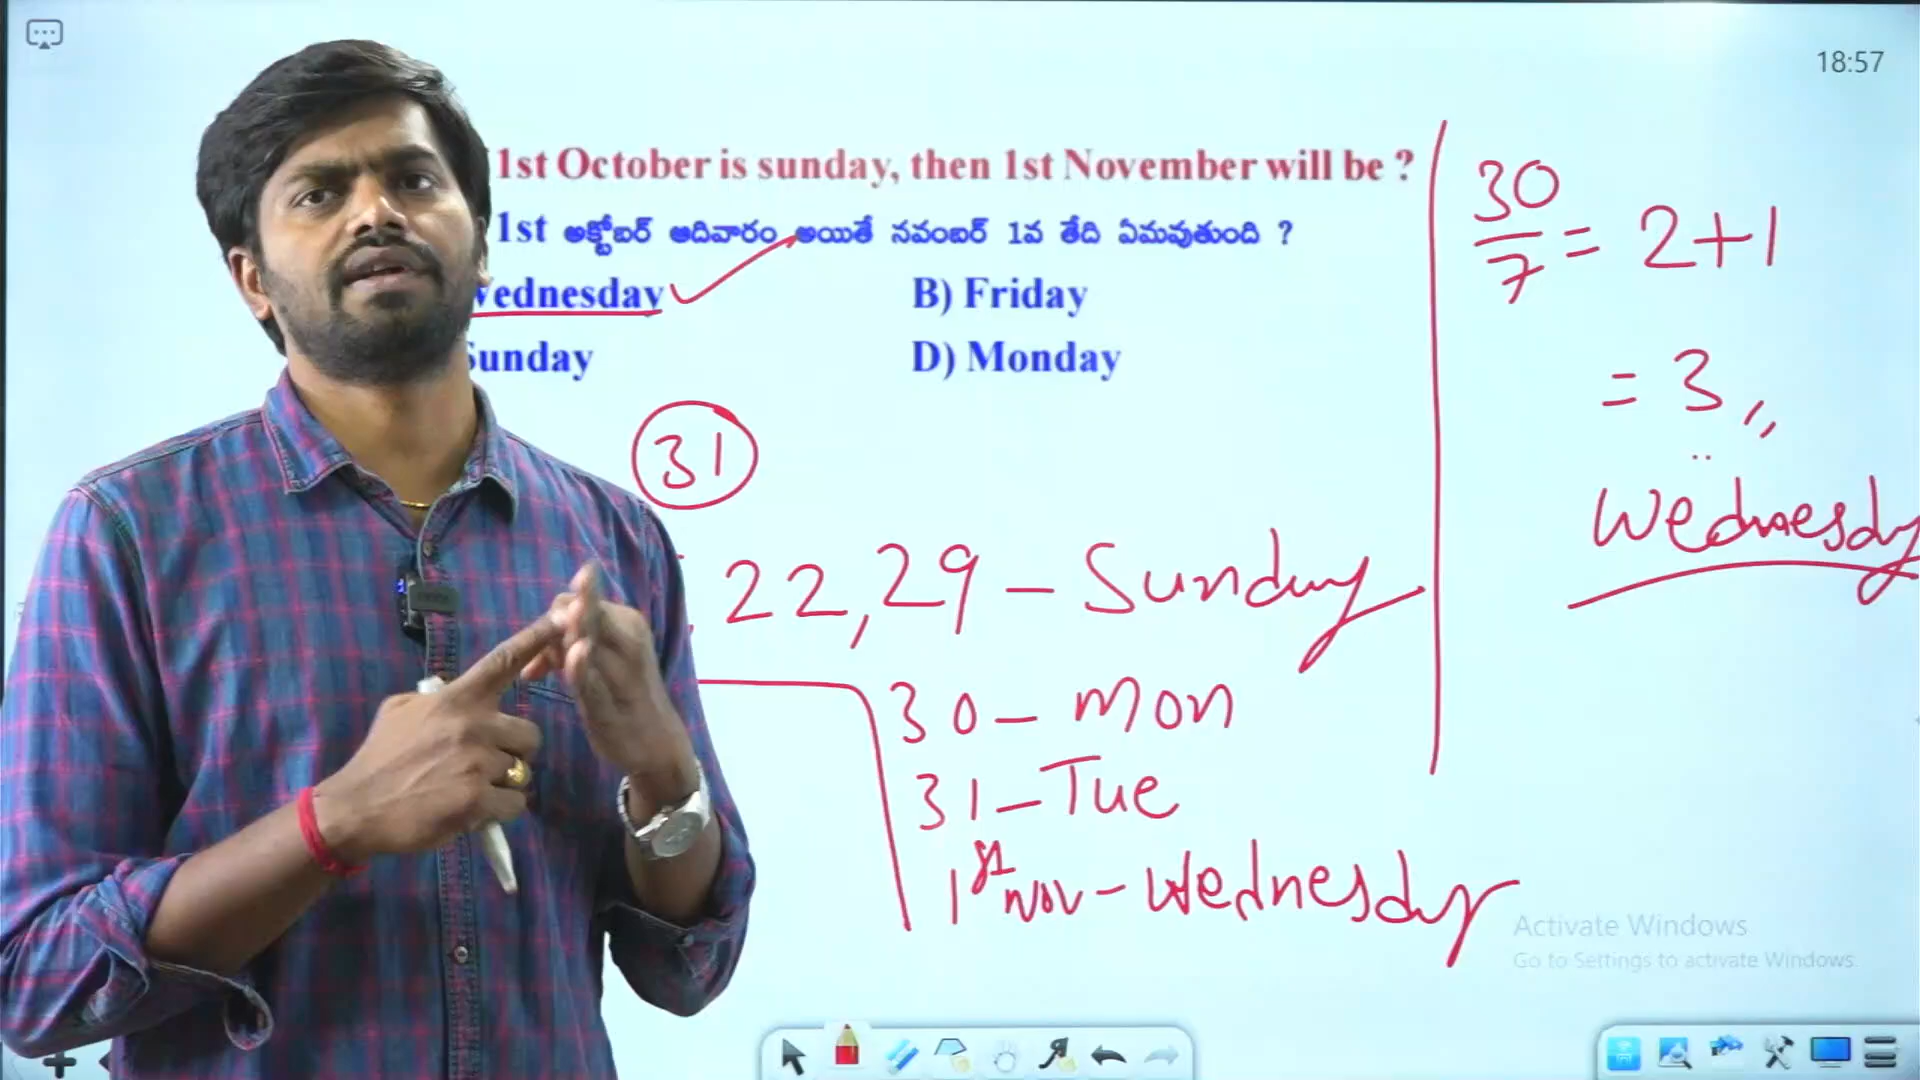 18:57
1st October is sunday, then 1st November will be ?
1st అక్టోబర్ ఆదివారం అయితే నవంబర్ 1వ తేది ఏమవుతుంది ?
Wednesday
B) Friday
Sunday
D) Monday
31
, 22, 29 - Sunday
30 - Mon
31 - Tue
1st Nov - Wednesday
30/7 = 2+1
= 3,,
Wednesday
Activate Windows
Go to Settings to activate Windows.